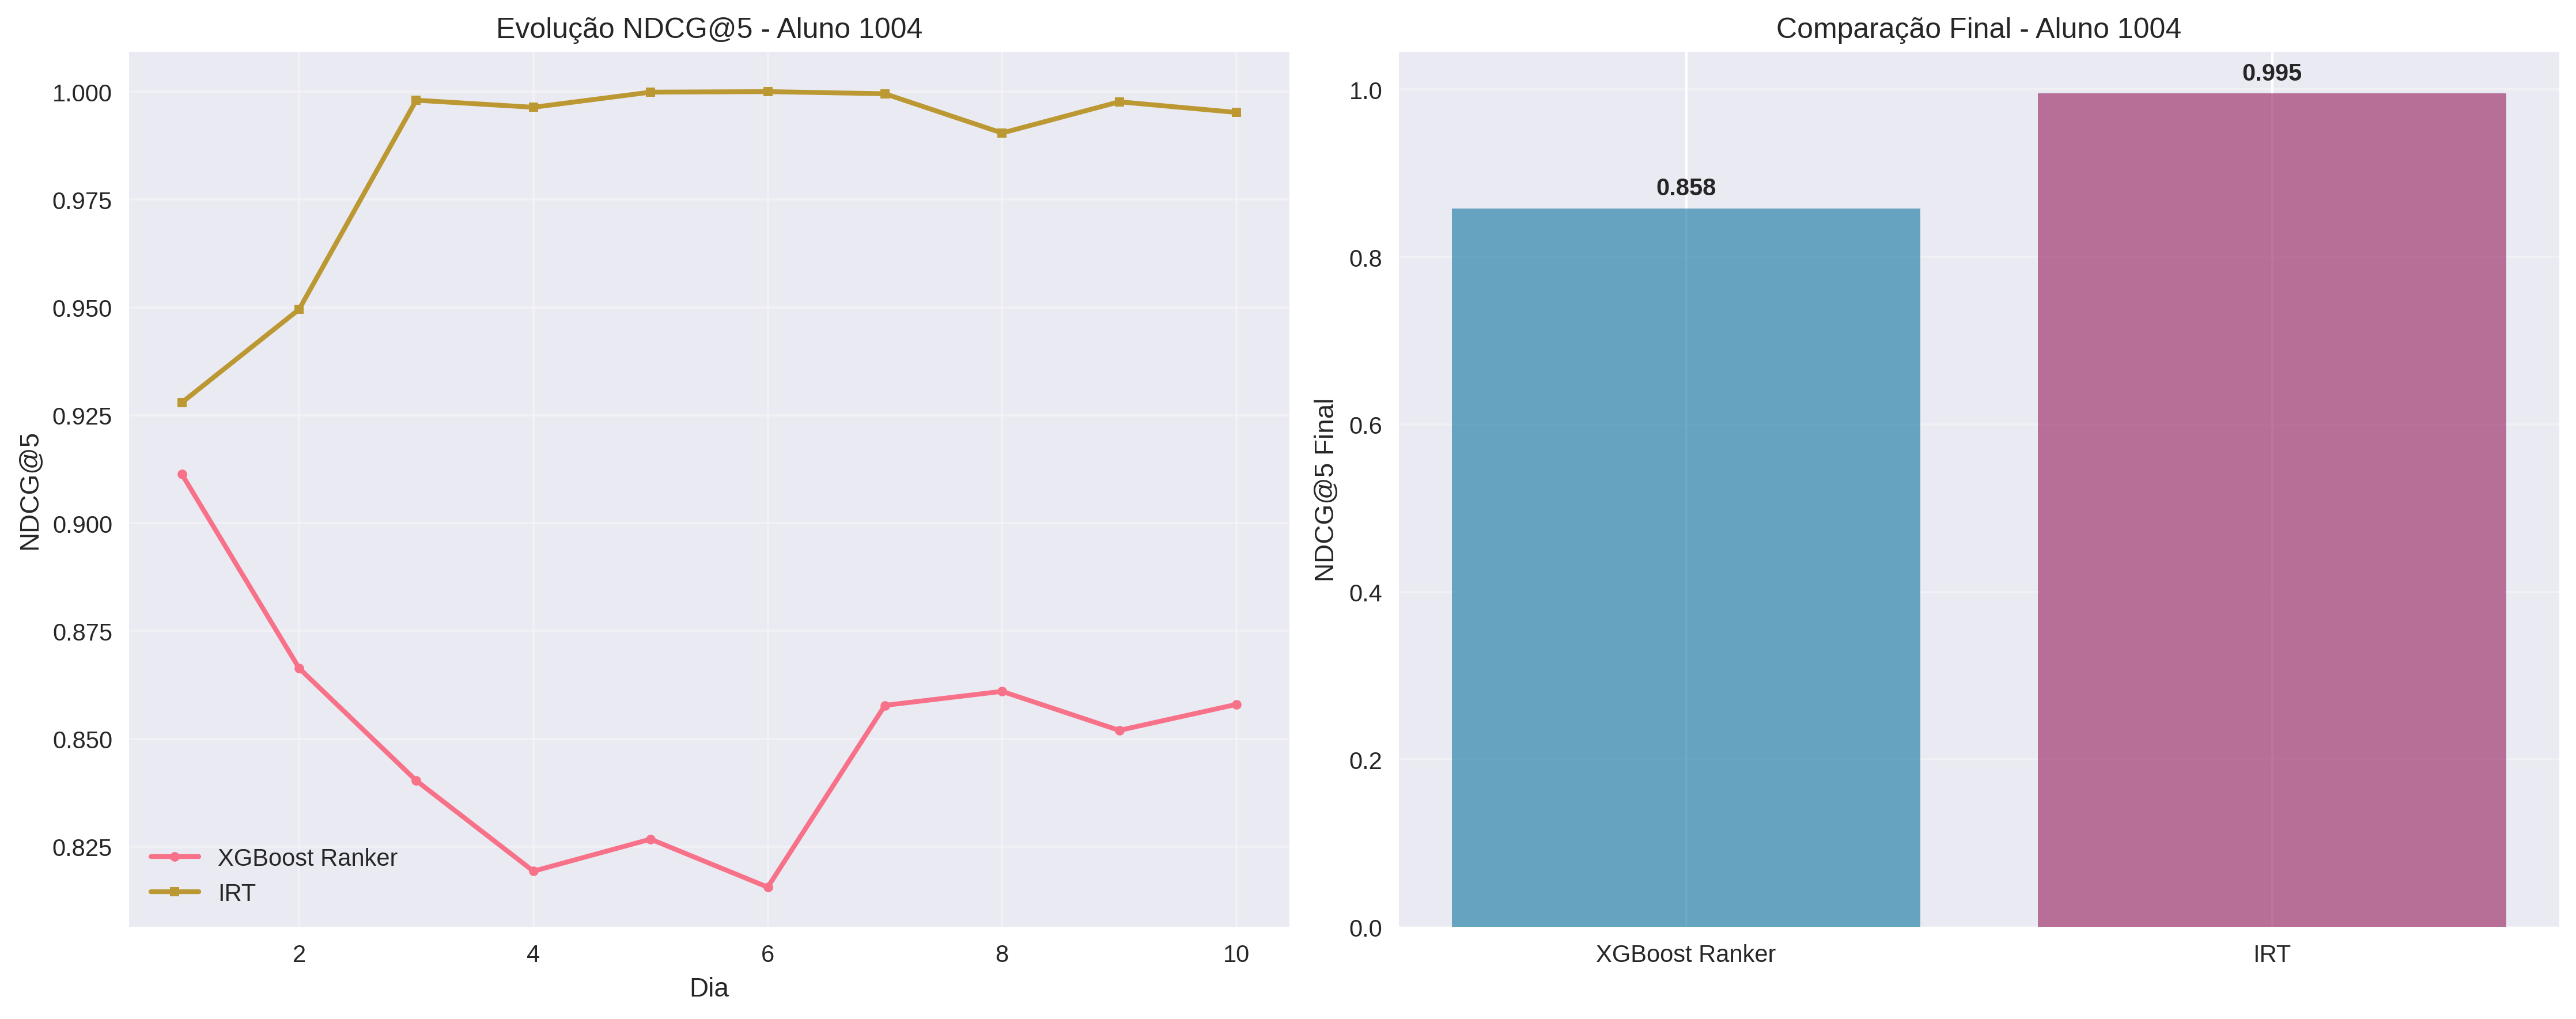 Evolução NDCG@5 - Aluno 1004
NDCG@5
1.000
0.975
0.950
0.925
0.900
0.875
0.850
0.825
XGBoost Ranker
IRT
2
4
6
8
10
Dia
Comparação Final - Aluno 1004
NDCG@5 Final
1.0
0.8
0.6
0.4
0.2
0.0
0.858
0.995
XGBoost Ranker
IRT